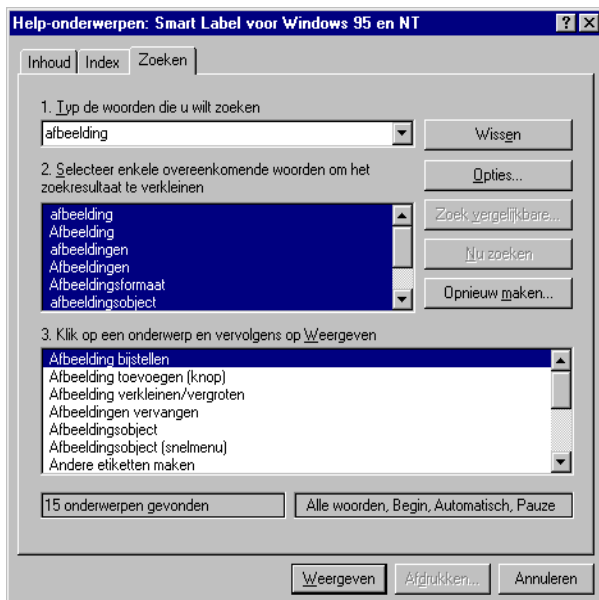 Help-onderwerpen: Smart Label voor Windows 95 en NT
Inhoud Index Zoeken
1. Typ de woorden die u wilt zoeken
afbeelding
Wissen
2. Selecteer enkele overeenkomende woorden om het
zoekresultaat te verkleinen
Opties...
afbeelding
Afbeelding
afbeeldingen
Afbeeldingen
Afbeeldingsformaat
afbeeldingsobject
Zoek vergelijkbare...
Nu zoeken
Opnieuw maken...
3. Klik op een onderwerp en vervolgens op Weergeven
Afbeelding bijstellen
Afbeelding toevoegen (knop)
Afbeelding verkleinen/vergroten
Afbeeldingen vervangen
Afbeeldingsobject
Afbeeldingsobject (snelmenu)
Andere etiketten maken
15 onderwerpen gevonden
Alle woorden, Begin, Automatisch, Pauze
Weergeven Afdrukken... Annuleren